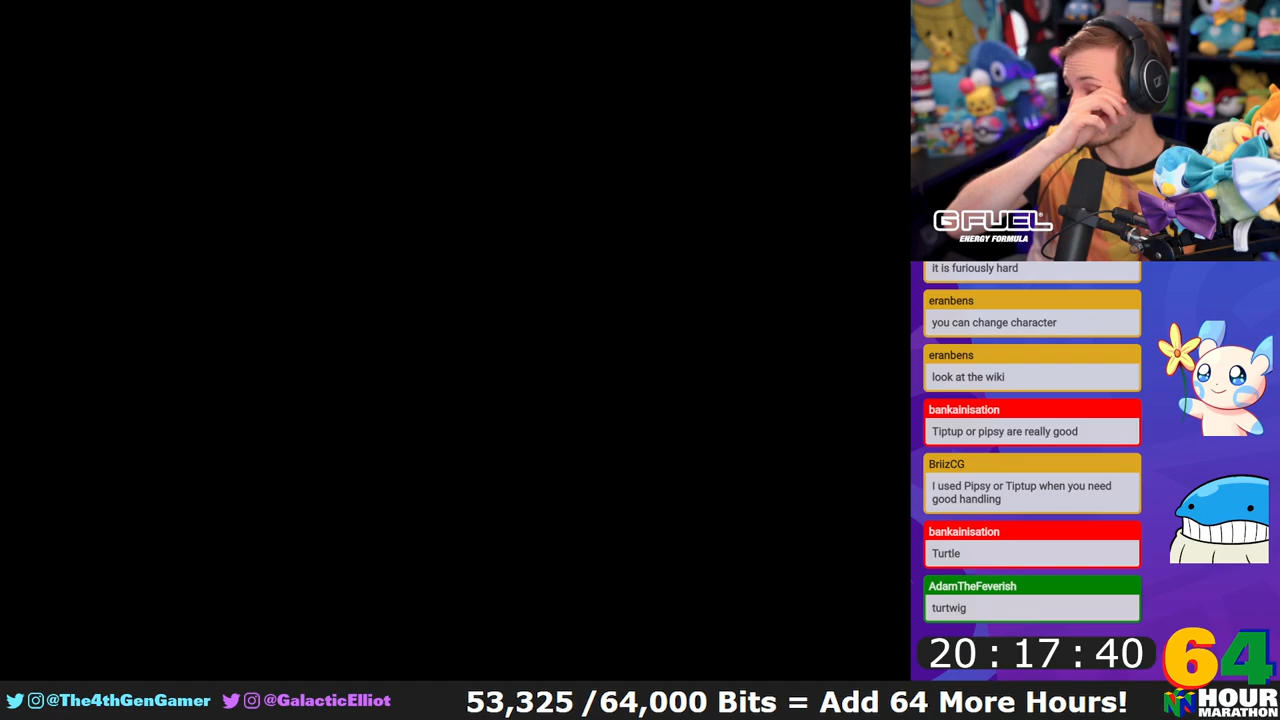 G FUEL
ENERGY FORMULA
it is furiously hard
eranbens
you can change character
eranbens
look at the wiki
bankainisation
Tiptup or pipsy are really good
BriizCG
I used Pipsy or Tiptup when you need
good handling
bankainisation
Turtle
AdamTheFeverish
turtwig
20 : 17 : 40
64
HOUR
MARATHON
@The4thGenGamer
@GalacticElliot
53,325 / 64,000 Bits = Add 64 More Hours!